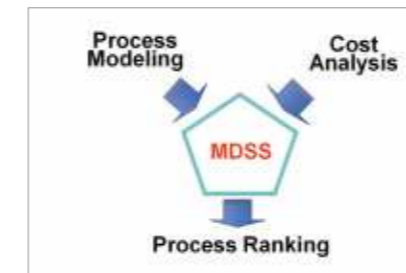 Process
Modeling
Cost
Analysis
MDSS
Process Ranking